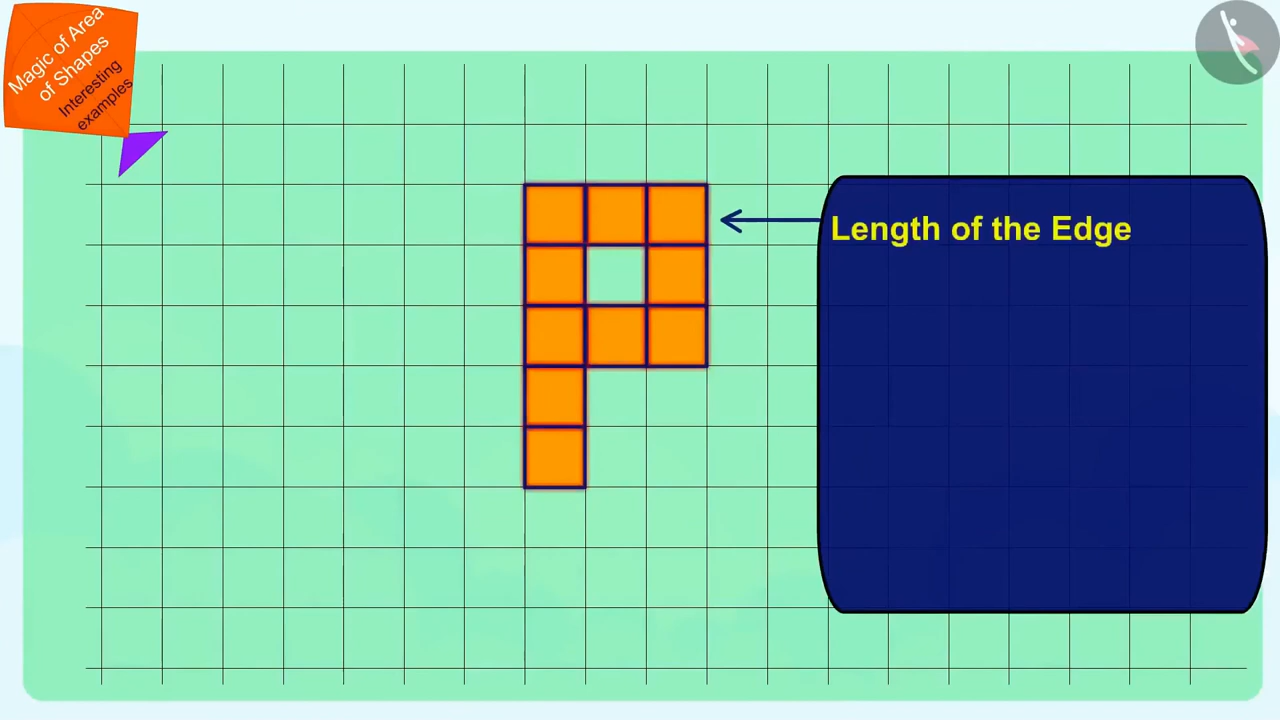 Magic of Area
of Shapes
Interesting
examples
Length of the Edge